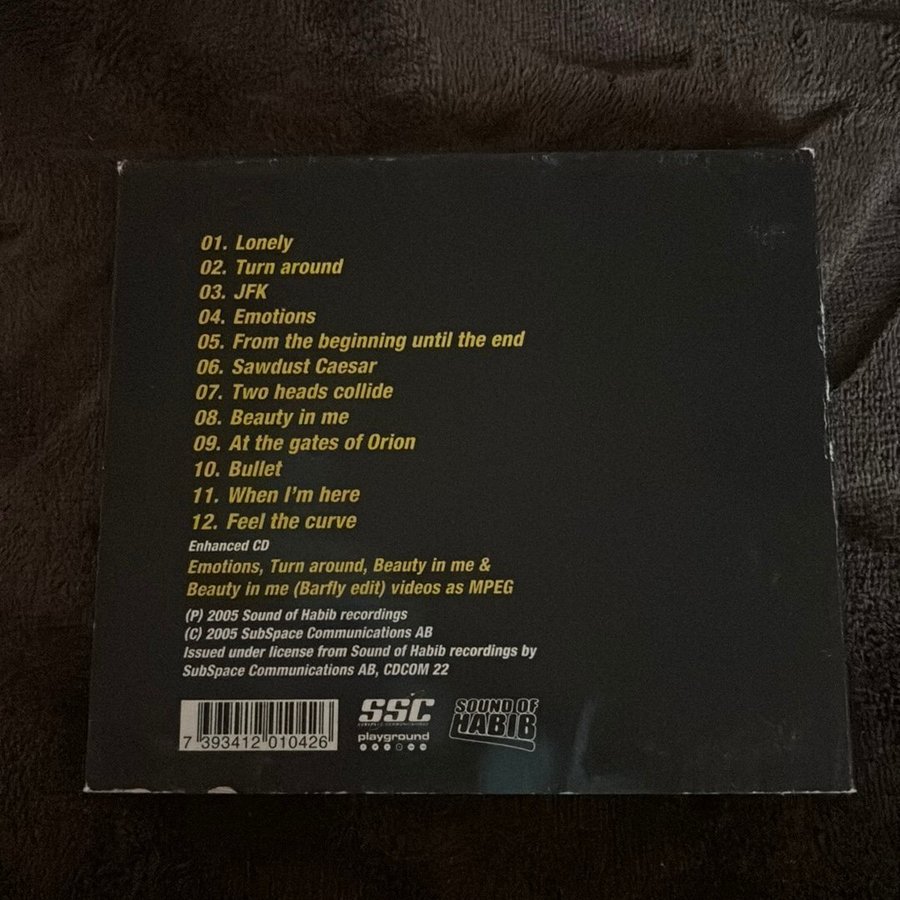 01. Lonely
02. Turn around
03. JFK
04. Emotions
05. From the beginning until the end
06. Sawdust Caesar
07. Two heads collide
08. Beauty in me
09. At the gates of Orion
10. Bullet
11. When I'm here
12. Feel the curve
Enhanced CD
Emotions, Turn around, Beauty in me &
Beauty in me (Barfly edit) videos as MPEG
(P) 2005 Sound of Habib recordings
(C) 2005 SubSpace Communications AB
Issued under license from Sound of Habib recordings by
SubSpace Communications AB, CDCOM 22
7 393412 010426
SSC
playground
SOUND OF
HABIB